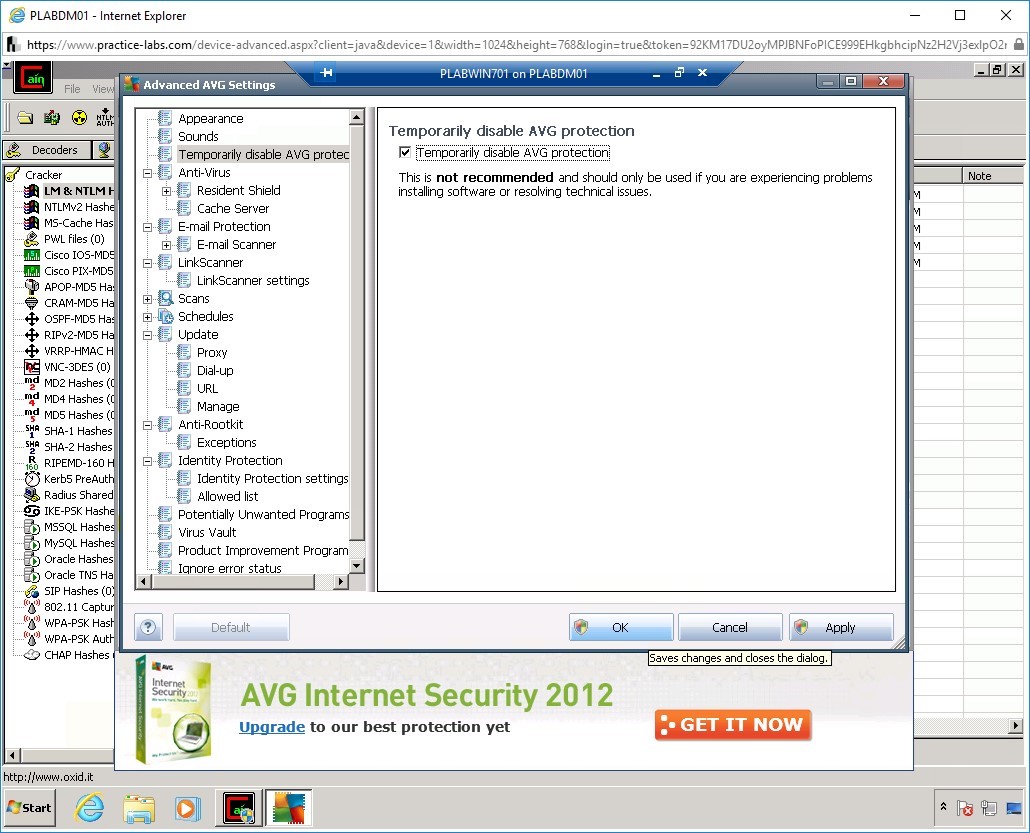 PLABDM01 - Internet Explorer
https://www.practice-labs.com/device-advanced.aspx?client=java&device=1&width=1024&height=768&login=true&token=92KM17DU2oyMPJBNFoPICE999EHkgbhcipNz2H2Vj3exIpO2r
PLABWIN701 on PLABDM01
Cain
File View
Advanced AVG Settings
NTLM
AUTH
Decoders
Note
Cracker
LM & NTLM H
NTLMv2 Hashe
MS-Cache Has
PWL files (0)
Cisco IOS-MD5
Cisco PIX-MD5
APOP-MD5 Ha
CRAM-MD5 Ha
OSPF-MD5 Ha
RIPv2-MD5 Ha
VRRP-HMAC H
VNC-3DES (0)
MD2 Hashes (0
MD4 Hashes (0
MD5 Hashes (0
SHA-1 Hashes
SHA-2 Hashes
RIPEMD-160 H
Kerb5 PreAuth
Radius Shared
IKE-PSK Hashe
MSSQL Hashes
MySQL Hashes
Oracle Hashes
Oracle TNS Ha
SIP Hashes (0)
802.11 Captur
WPA-PSK Hash
WPA-PSK Auth
CHAP Hashes
Appearance
Sounds
Temporarily disable AVG protec
Anti-Virus
Resident Shield
Cache Server
E-mail Protection
E-mail Scanner
LinkScanner
LinkScanner settings
Scans
Schedules
Update
Proxy
Dial-up
URL
Manage
Anti-Rootkit
Exceptions
Identity Protection
Identity Protection settings
Allowed list
Potentially Unwanted Programs
Virus Vault
Product Improvement Program
Ignore error status
Temporarily disable AVG protection
Temporarily disable AVG protection
This is not recommended and should only be used if you are experiencing problems
installing software or resolving technical issues.
M
M
M
M
M
? Default OK Cancel Apply
Saves changes and closes the dialog.
AVG
Internet
Security
AVG Internet Security 2012
Upgrade to our best protection yet
GET IT NOW
http://www.oxid.it
Start